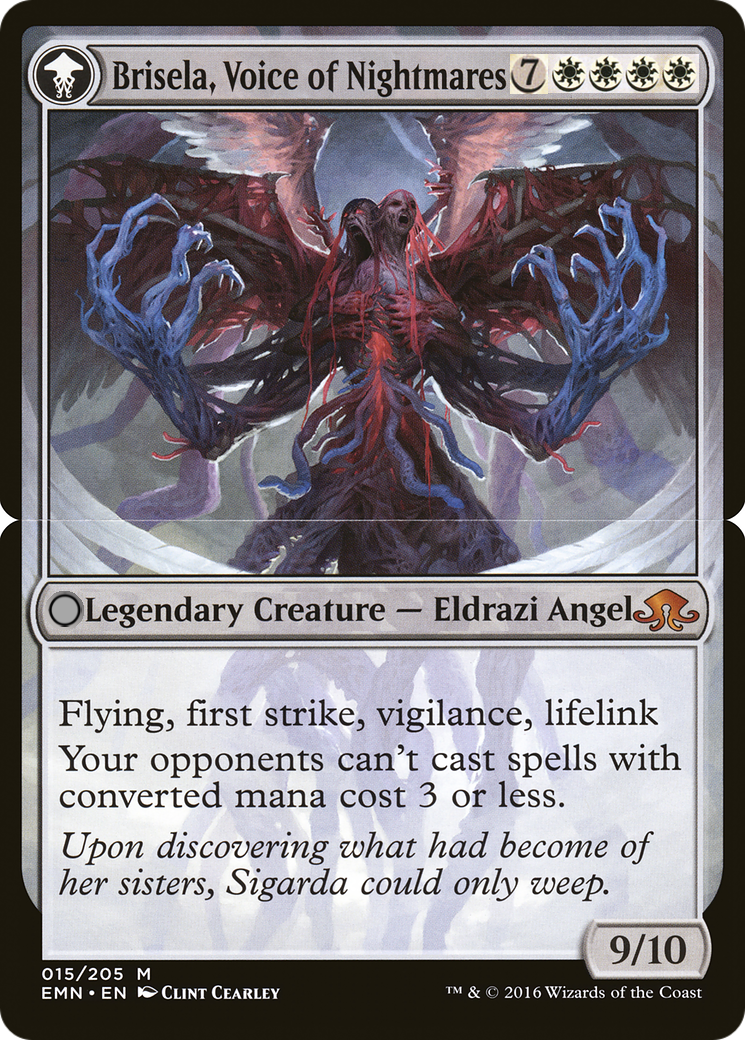 Brisela, Voice of Nightmares 7
Legendary Creature — Eldrazi Angel
Flying, first strike, vigilance, lifelink
Your opponents can't cast spells with
converted mana cost 3 or less.
Upon discovering what had become of
her sisters, Sigarda could only weep.
9/10
015/205 M
EMN • EN Clint Cearley
™ & © 2016 Wizards of the Coast